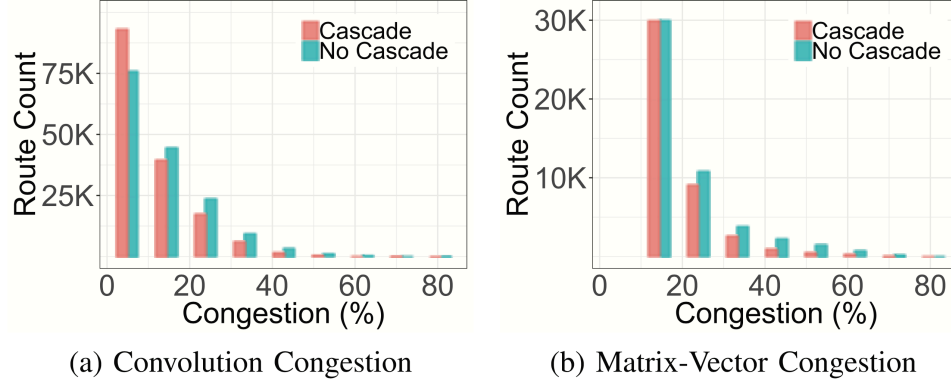 Route Count
75K
50K
25K
Cascade
No Cascade
0 20 40 60 80
Congestion (%)
(a) Convolution Congestion
Route Count
30K
20K
10K
Cascade
No Cascade
0 20 40 60 80
Congestion (%)
(b) Matrix-Vector Congestion